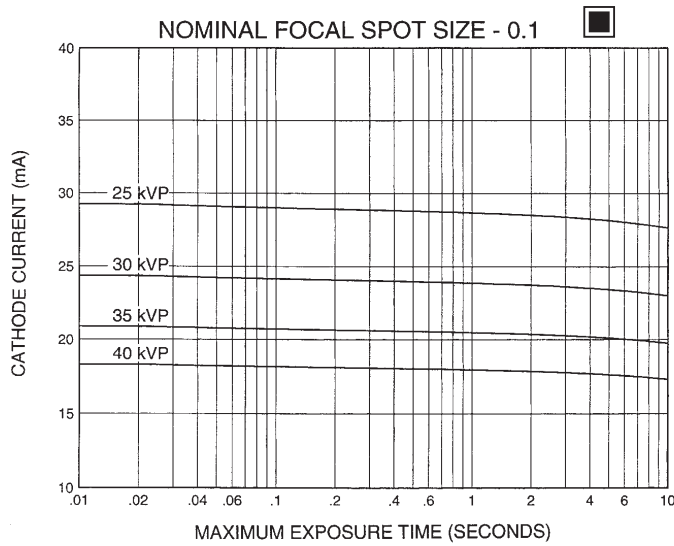 NOMINAL FOCAL SPOT SIZE - 0.1
40
35
30
25
20
15
10
CATHODE CURRENT (mA)
25 kVP
30 kVP
35 kVP
40 kVP
.01 .02 .04 .06 .1 .2 .4 .6 1 2 4 6 10
MAXIMUM EXPOSURE TIME (SECONDS)